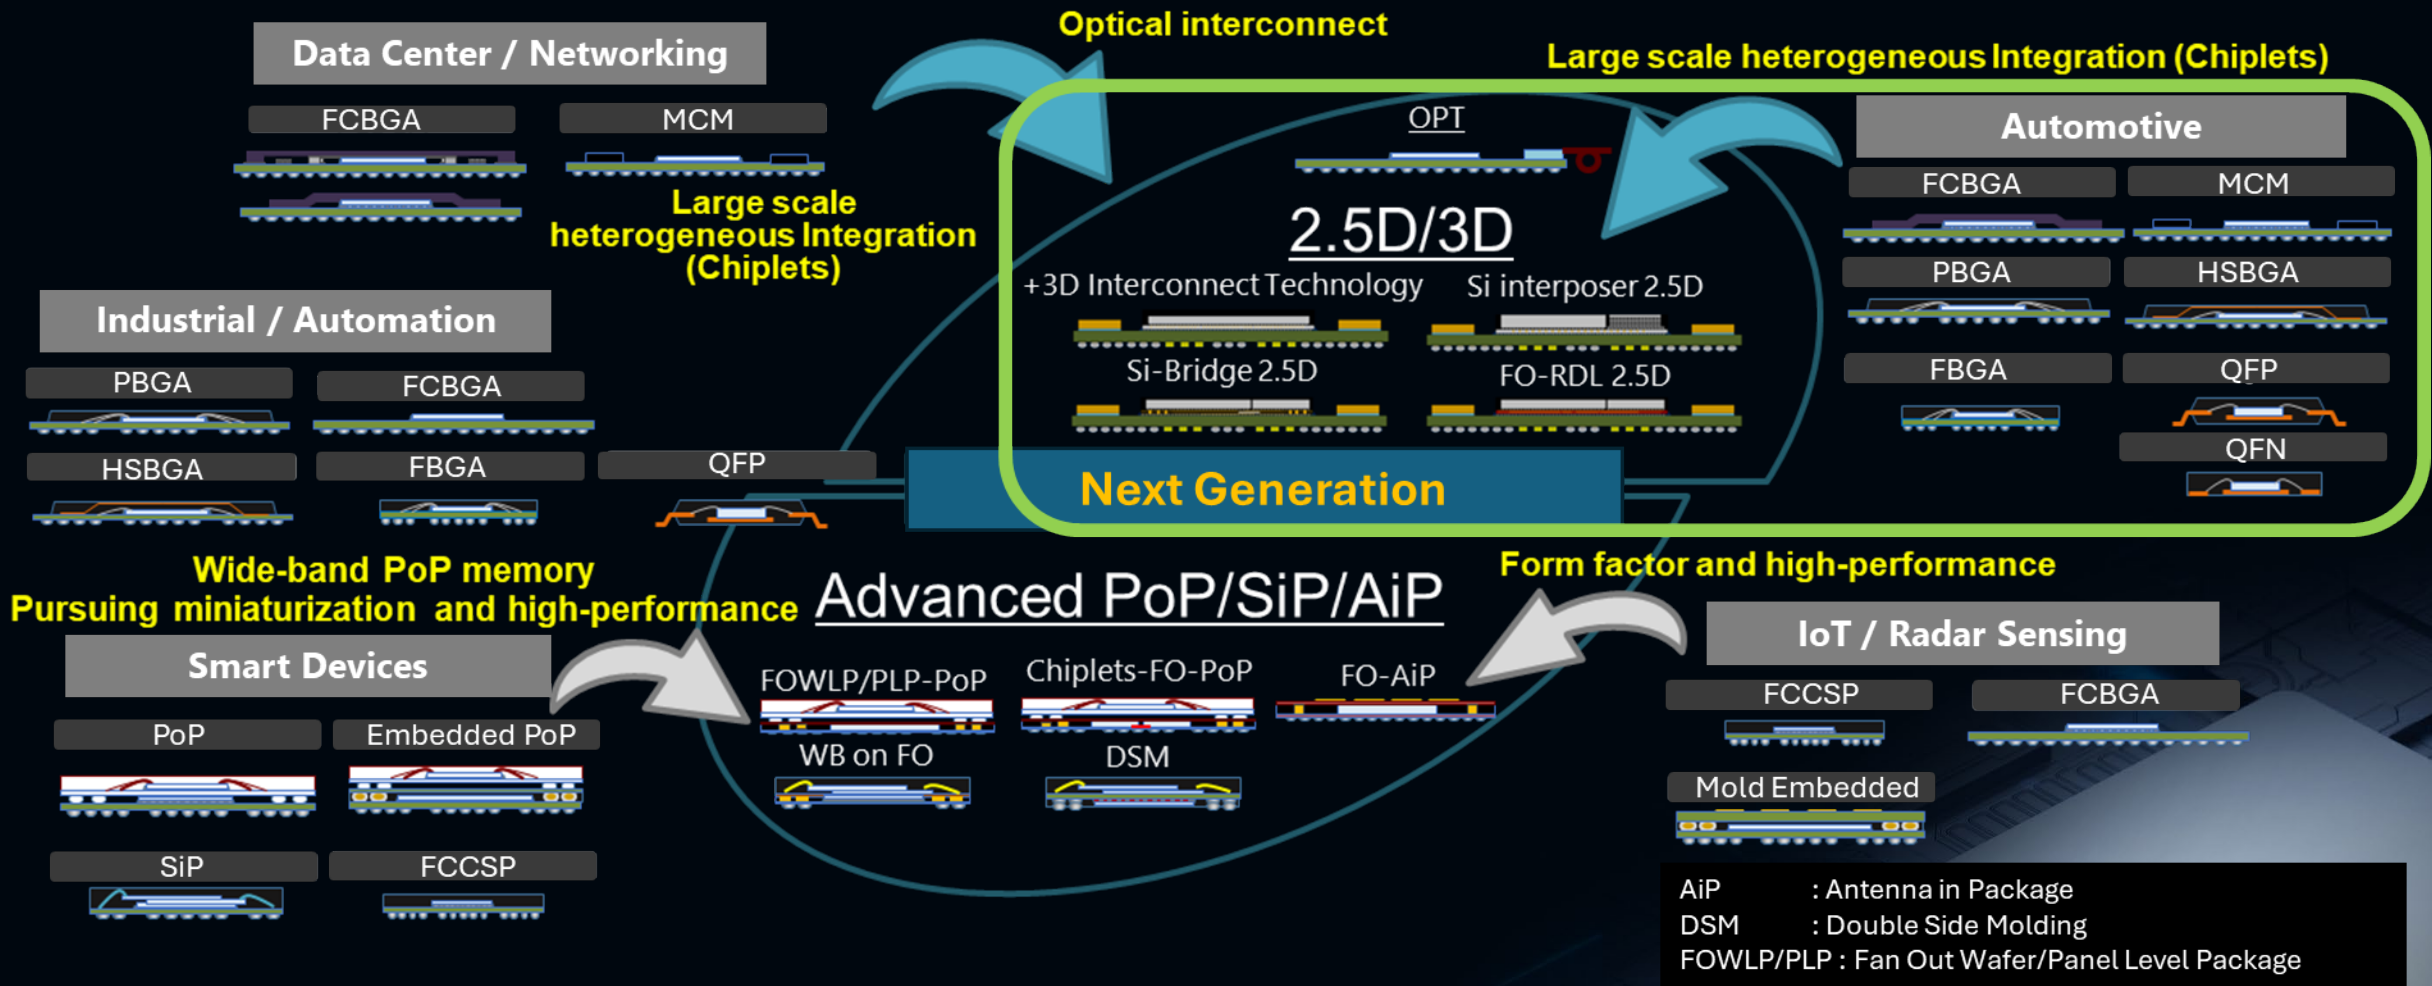 Optical interconnect
Data Center / Networking
FCBGA
MCM
Large scale
heterogeneous Integration
(Chiplets)
Large scale heterogeneous Integration (Chiplets)
OPT
2.5D/3D
+3D Interconnect Technology
Si interposer 2.5D
Si-Bridge 2.5D
FO-RDL 2.5D
Automotive
FCBGA
MCM
PBGA
HSBGA
FBGA
QFP
QFN
Industrial / Automation
PBGA
FCBGA
HSBGA
FBGA
QFP
Next Generation
Wide-band PoP memory
Pursuing miniaturization and high-performance
Smart Devices
PoP
Embedded PoP
SiP
FCCSP
Advanced PoP/SiP/AiP
FOWLP/PLP-PoP
Chiplets-FO-PoP
FO-AiP
WB on FO
DSM
Form factor and high-performance
IoT / Radar Sensing
FCCSP
FCBGA
Mold Embedded
AiP : Antenna in Package
DSM : Double Side Molding
FOWLP/PLP : Fan Out Wafer/Panel Level Package